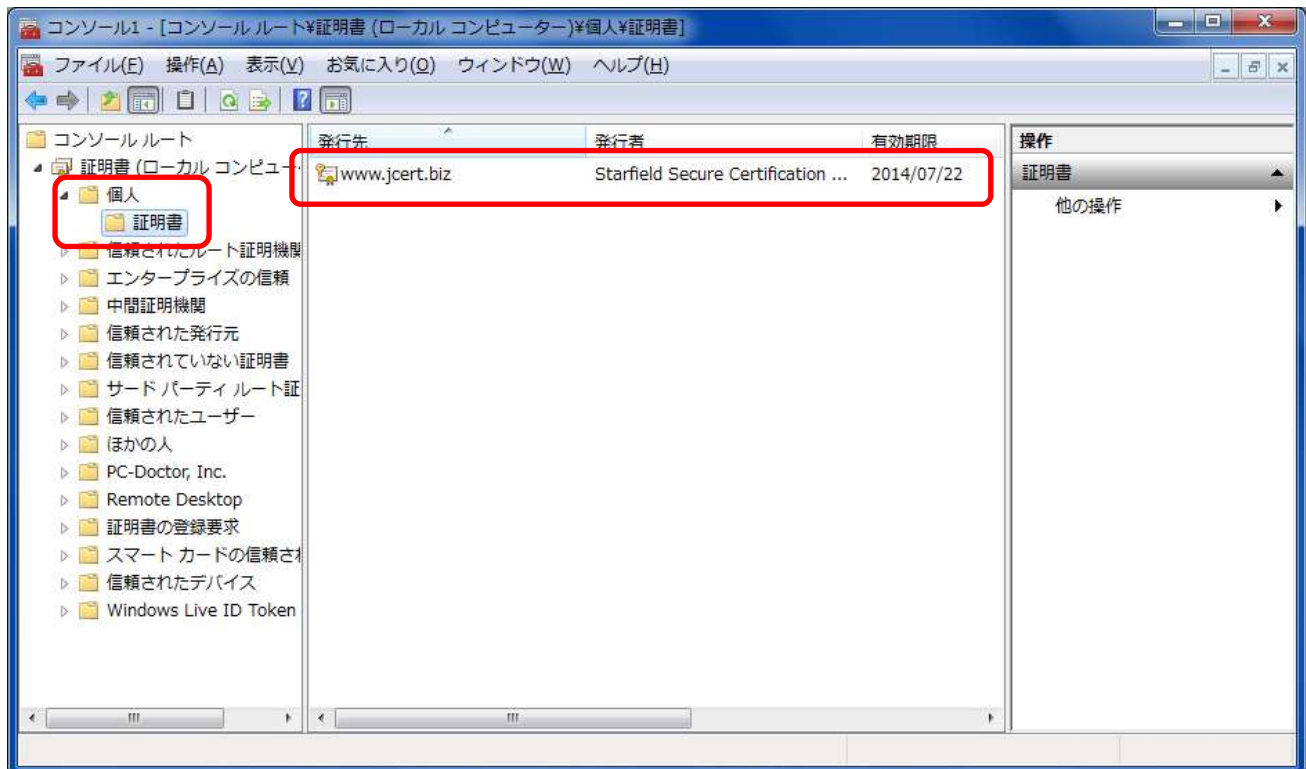 コンソール1 - [コンソール ルート¥証明書 (ローカル コンピューター)¥個人¥証明書]
ファイル(F) 操作(A) 表示(V) お気に入り(O) ウィンドウ(W) ヘルプ(H)
コンソール ルート
証明書 (ローカル コンピュー
個人
証明書
信頼されたルート証明機関
エンタープライズの信頼
中間証明機関
信頼された発行元
信頼されていない証明書
サード パーティ ルート証
信頼されたユーザー
ほかの人
PC-Doctor, Inc.
Remote Desktop
証明書の登録要求
スマート カードの信頼され
信頼されたデバイス
Windows Live ID Token
発行先 発行者 有効期限
www.jcert.biz Starfield Secure Certification ... 2014/07/22
操作
証明書
他の操作